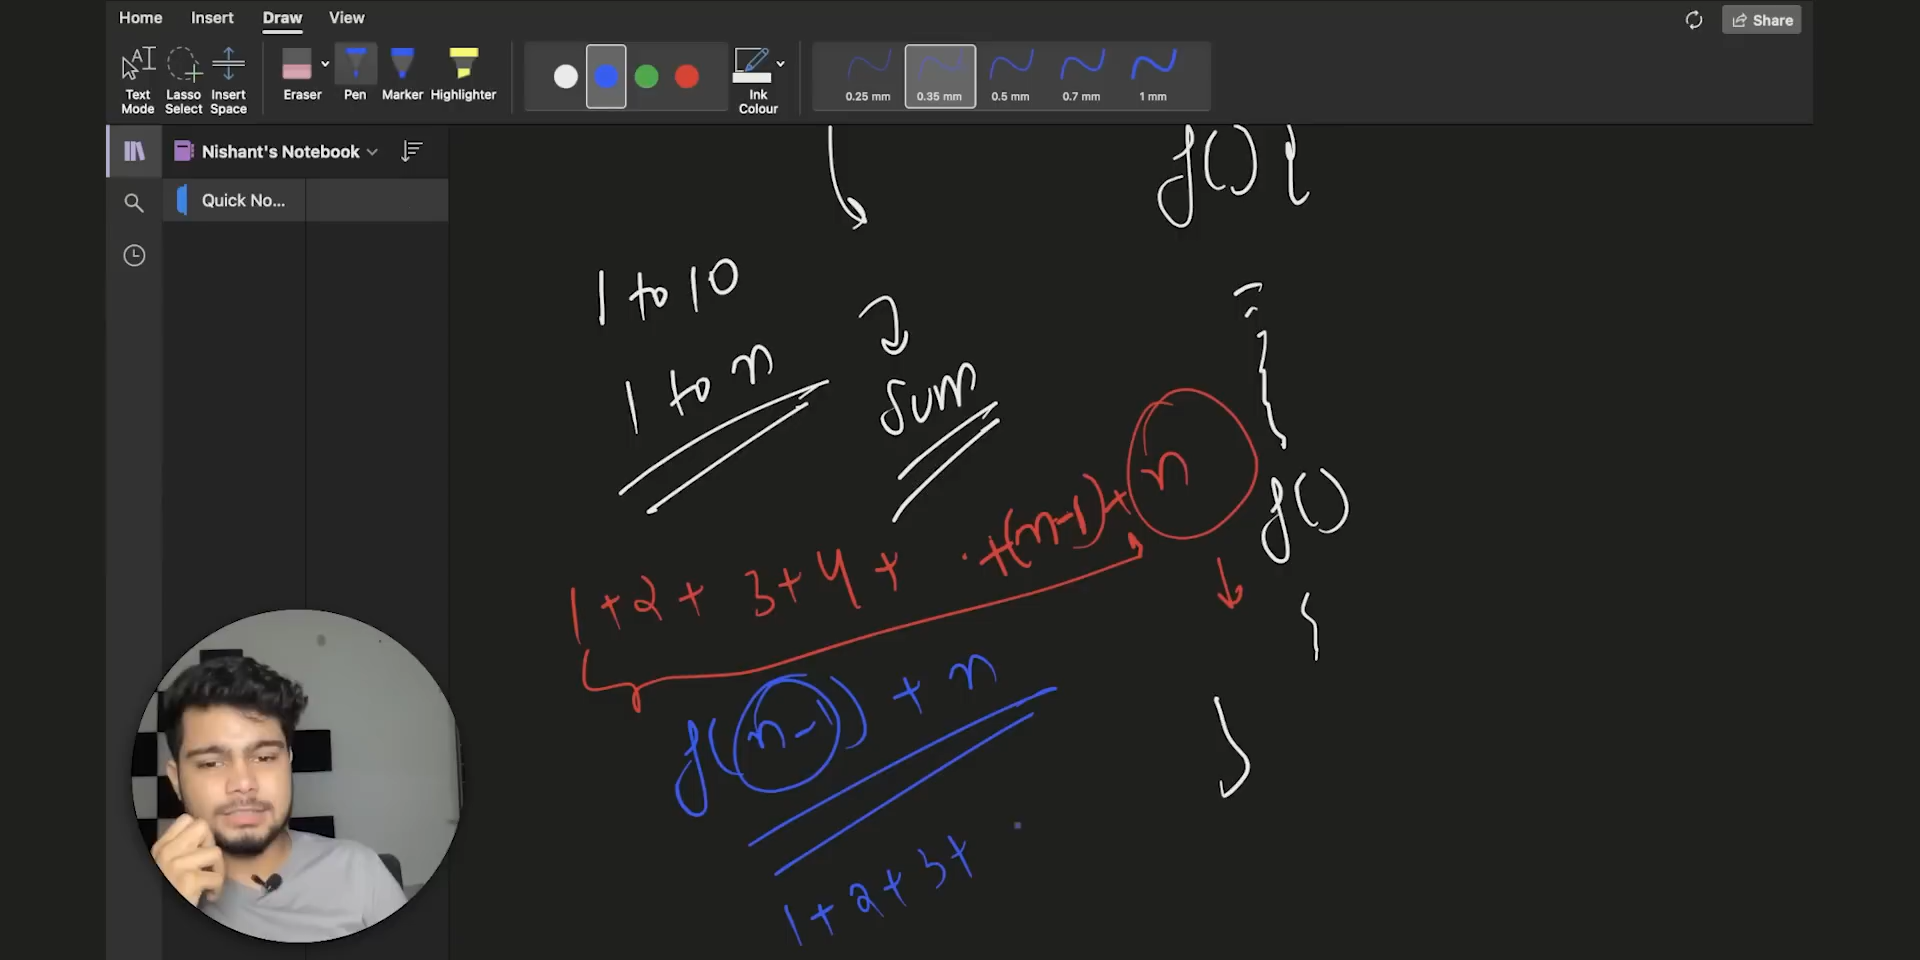 Home Insert Draw View
Share
Text Mode
Lasso Select
Insert Space
Eraser
Pen
Marker
Highlighter
Ink Colour
0.25 mm
0.35 mm
0.5 mm
0.7 mm
1 mm
Nishant's Notebook
Quick No...
f() {
1 to 10
1 to n
sum
f()
1+2+ 3+4+ . +(n-1)+ n
f(n-1) + n
}
1+2+3+